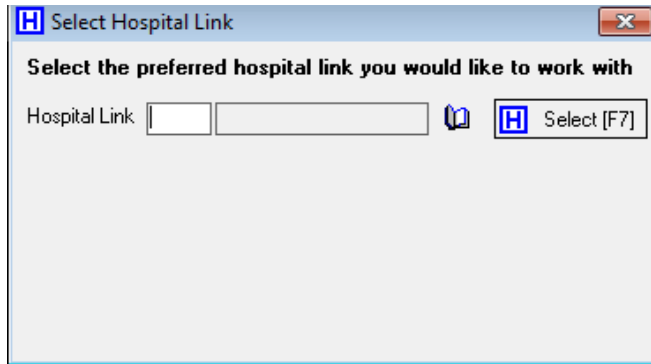 H Select Hospital Link
Select the preferred hospital link you would like to work with
Hospital Link
H Select [F7]